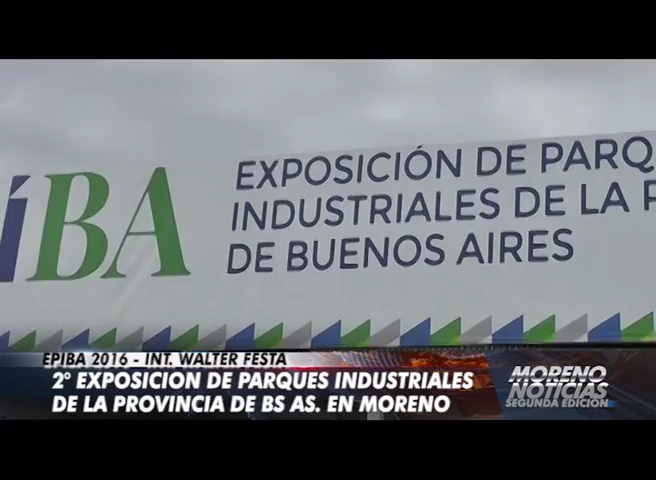 íBA
EXPOSICIÓN DE PARQ
INDUSTRIALES DE LA P
DE BUENOS AIRES
EPIBA 2016 - INT. WALTER FESTA
2º EXPOSICION DE PARQUES INDUSTRIALES
DE LA PROVINCIA DE BS AS. EN MORENO
MORENO
NOTICIAS
SEGUNDA EDICIÓN